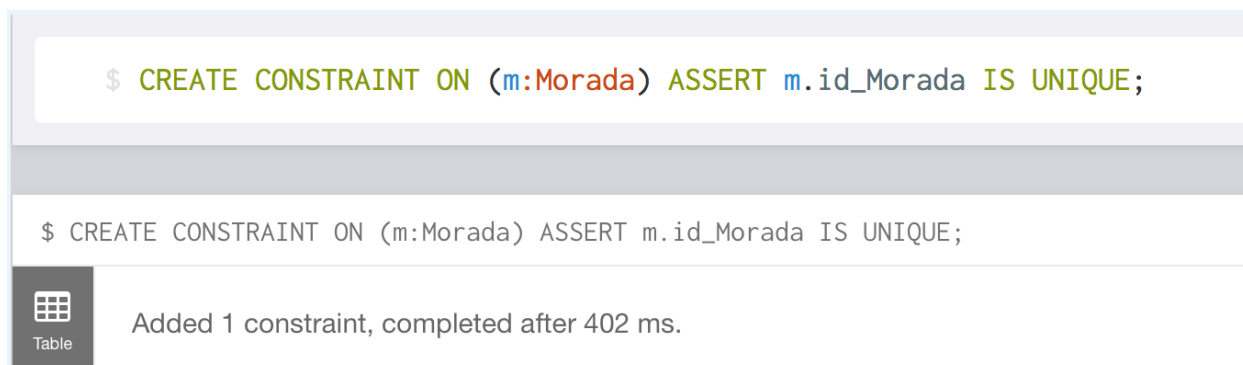 $ CREATE CONSTRAINT ON (m:Morada) ASSERT m.id_Morada IS UNIQUE;
$ CREATE CONSTRAINT ON (m:Morada) ASSERT m.id_Morada IS UNIQUE;
Added 1 constraint, completed after 402 ms.
Table